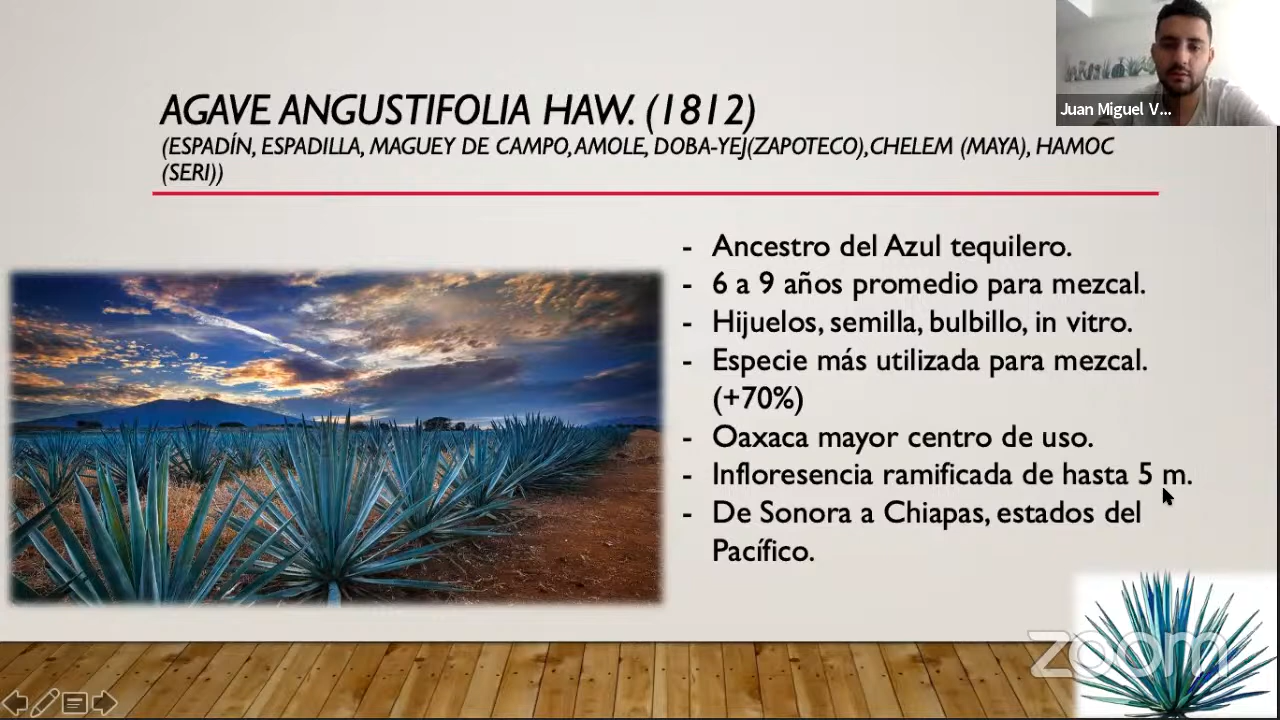 AGAVE ANGUSTIFOLIA HAW. (1812)
(ESPADÍN, ESPADILLA, MAGUEY DE CAMPO, AMOLE, DOBA-YEJ(ZAPOTECO),CHELEM (MAYA), HAMOC
(SERI))
Juan Miguel V...
- Ancestro del Azul tequilero.
- 6 a 9 años promedio para mezcal.
- Hijuelos, semilla, bulbillo, in vitro.
- Especie más utilizada para mezcal.
(+70%)
- Oaxaca mayor centro de uso.
- Infloresencia ramificada de hasta 5 m.
- De Sonora a Chiapas, estados del
Pacífico.
zoom